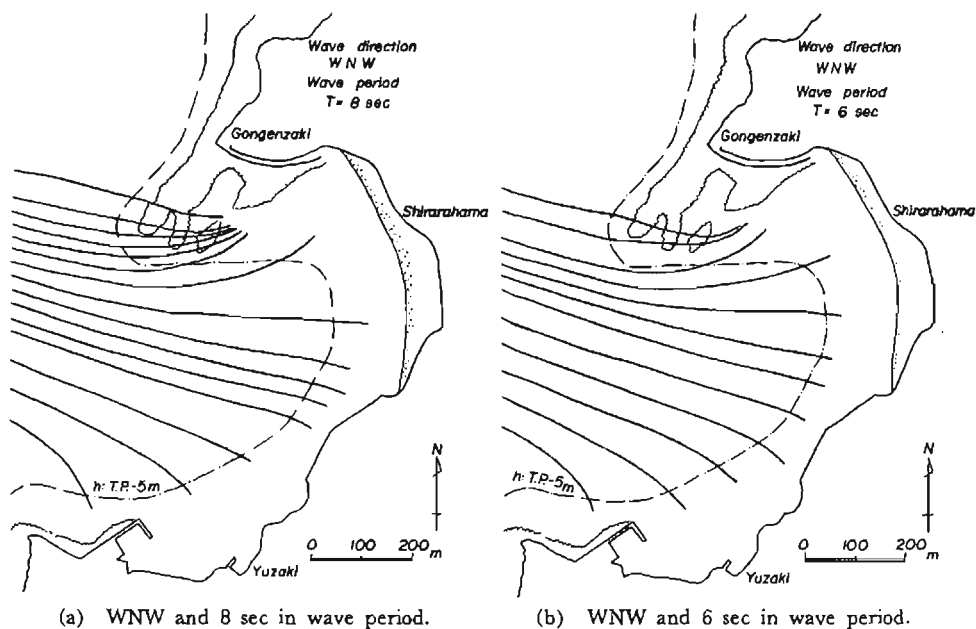 Wave direction
WNW
Wave period
T= 8 sec
Gongenzaki
Shirarahama
h: T.P.-5m
N
0 100 200 m
Yuzaki
(a) WNW and 8 sec in wave period.
Wave direction
WNW
Wave period
T= 6 sec
Gongenzaki
Shirarahama
h: T.P.-5m
N
0 100 200 m
Yuzaki
(b) WNW and 6 sec in wave period.